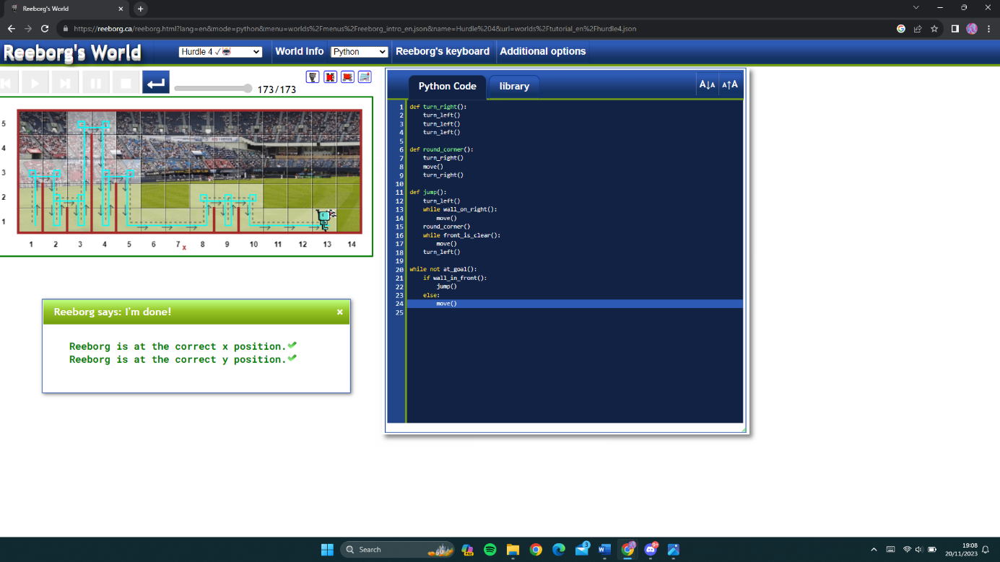 Reeborg's World
https://reeborg.ca/reeborg.html?lang=en&mode=python&menu=worlds%2Fmenus%2Freeborg_intro_en.json&name=Hurdle%204&url=worlds%2Ftutorial_en%2Fhurdle4.json
Reeborg's World
Hurdle 4 ✓
World Info
Python
Reeborg's keyboard
Additional options
173/173
5
4
3
2
1
1 2 3 4 5 6 7 x 8 9 10 11 12 13 14
Reeborg says: I'm done! ×
Reeborg is at the correct x position.
Reeborg is at the correct y position.
Python Code
library
A↓A A↑A
1 def turn_right():
2 turn_left()
3 turn_left()
4 turn_left()
5
6 def round_corner():
7 turn_right()
8 move()
9 turn_right()
10
11 def jump():
12 turn_left()
13 while wall_on_right():
14 move()
15 round_corner()
16 while front_is_clear():
17 move()
18 turn_left()
19
20 while not at_goal():
21 if wall_in_front():
22 jump()
23 else:
24 move()
25
Search
3
9+
19:08
20/11/2023